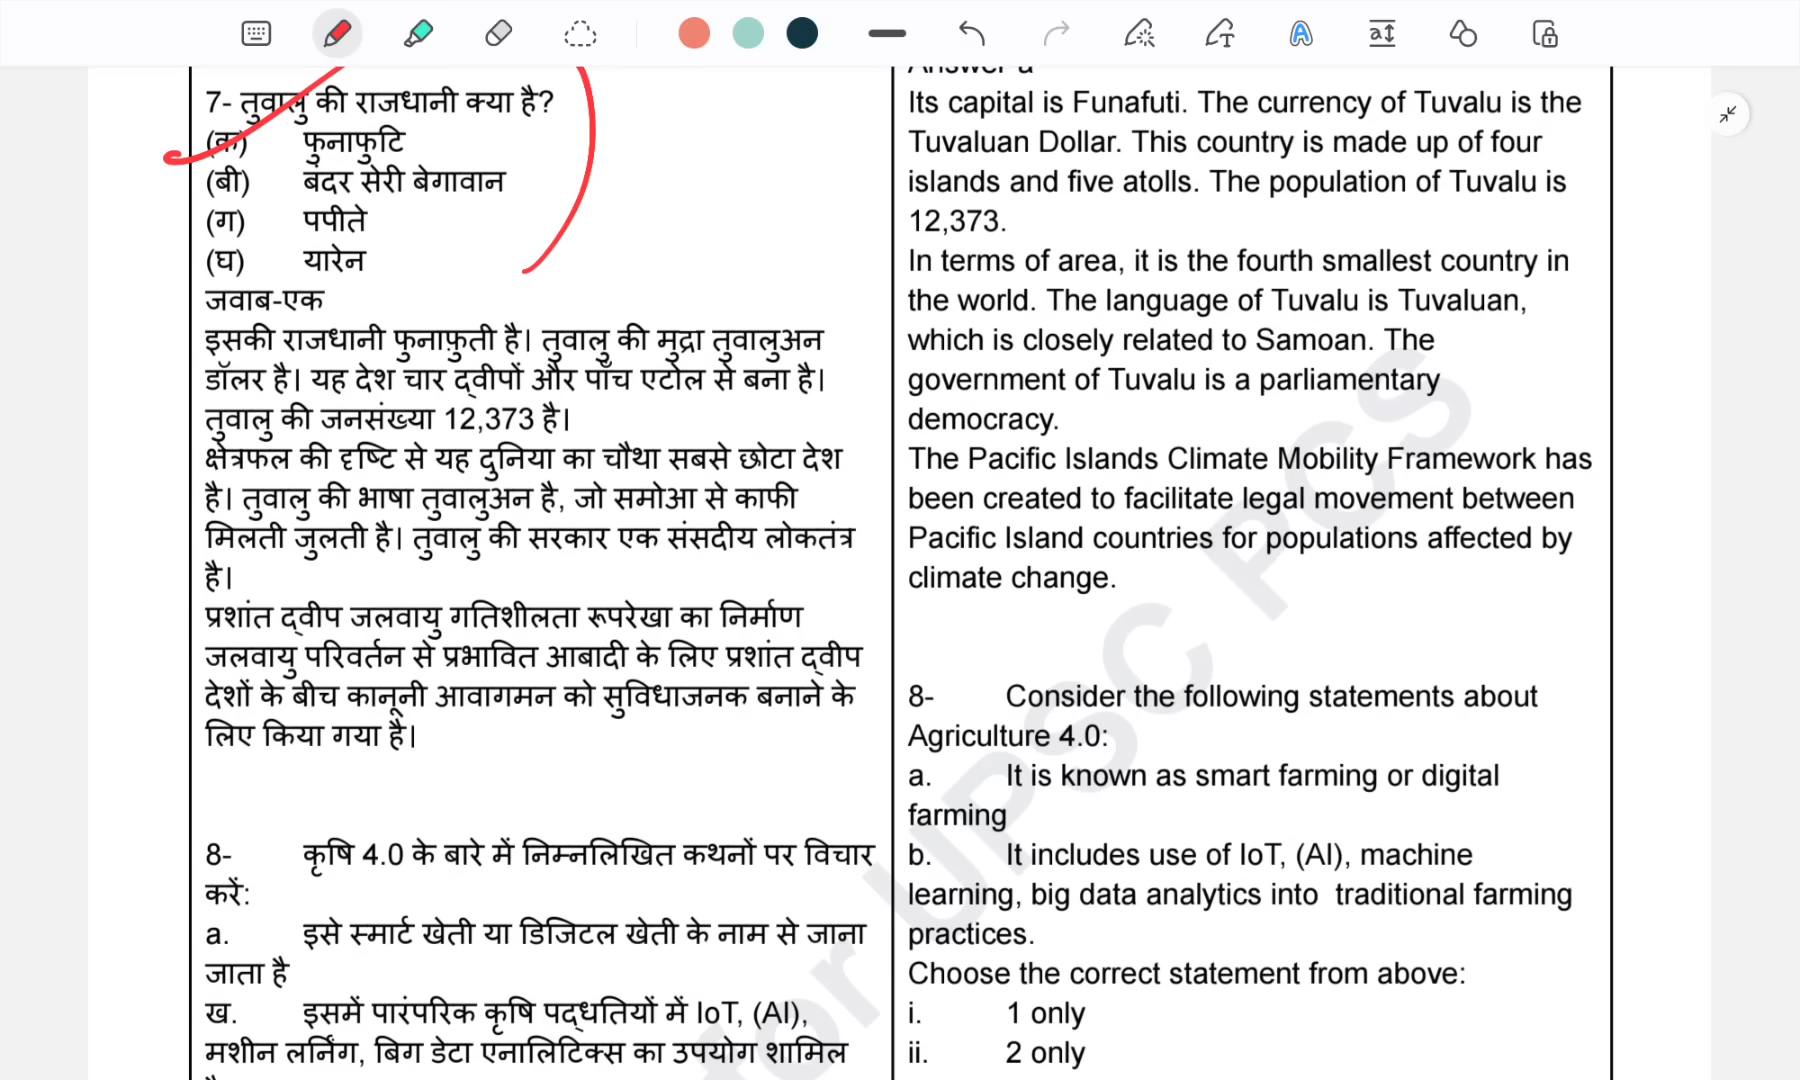 7- तुवालु की राजधानी क्या है?
(क) फुनाफुटि
(बी) बंदर सेरी बेगावान
(ग) पपीते
(घ) यारेन
जवाब-एक
इसकी राजधानी फुनाफ़ुती है। तुवालु की मुद्रा तुवालुअन
डॉलर है। यह देश चार द्वीपों और पाँच एटोल से बना है।
तुवालु की जनसंख्या 12,373 है।
क्षेत्रफल की दृष्टि से यह दुनिया का चौथा सबसे छोटा देश
है। तुवालु की भाषा तुवालुअन है, जो समोआ से काफी
मिलती जुलती है। तुवालु की सरकार एक संसदीय लोकतंत्र
है।
प्रशांत द्वीप जलवायु गतिशीलता रूपरेखा का निर्माण
जलवायु परिवर्तन से प्रभावित आबादी के लिए प्रशांत द्वीप
देशों के बीच कानूनी आवागमन को सुविधाजनक बनाने के
लिए किया गया है।
8- कृषि 4.0 के बारे में निम्नलिखित कथनों पर विचार
करें:
a. इसे स्मार्ट खेती या डिजिटल खेती के नाम से जाना
जाता है
ख. इसमें पारंपरिक कृषि पद्धतियों में IoT, (AI),
मशीन लर्निंग, बिग डेटा एनालिटिक्स का उपयोग शामिल
Answer a
Its capital is Funafuti. The currency of Tuvalu is the
Tuvaluan Dollar. This country is made up of four
islands and five atolls. The population of Tuvalu is
12,373.
In terms of area, it is the fourth smallest country in
the world. The language of Tuvalu is Tuvaluan,
which is closely related to Samoan. The
government of Tuvalu is a parliamentary
democracy.
The Pacific Islands Climate Mobility Framework has
been created to facilitate legal movement between
Pacific Island countries for populations affected by
climate change.
8- Consider the following statements about
Agriculture 4.0:
a. It is known as smart farming or digital
farming
b. It includes use of IoT, (AI), machine
learning, big data analytics into traditional farming
practices.
Choose the correct statement from above:
i. 1 only
ii. 2 only
for UPSC PCS